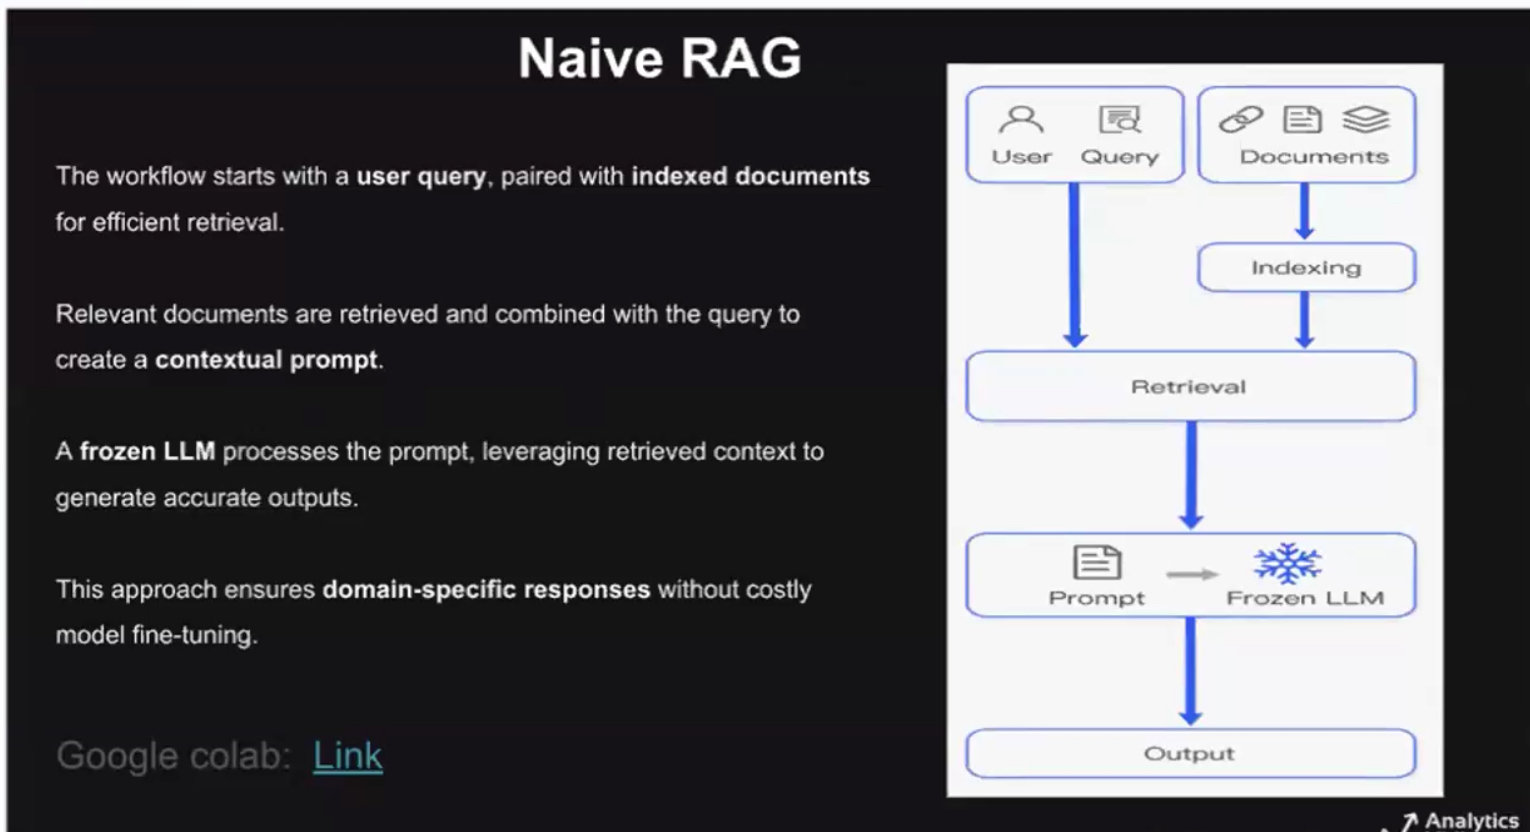 Naive RAG
The workflow starts with a user query, paired with indexed documents
for efficient retrieval.
Relevant documents are retrieved and combined with the query to
create a contextual prompt.
A frozen LLM processes the prompt, leveraging retrieved context to
generate accurate outputs.
This approach ensures domain-specific responses without costly
model fine-tuning.
Google colab: Link
User Query
Documents
Indexing
Retrieval
Prompt
Frozen LLM
Output
Analytics